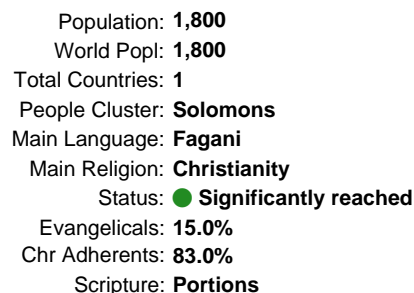 Population: 1,800
World Popl: 1,800
Total Countries: 1
People Cluster: Solomons
Main Language: Fagani
Main Religion: Christianity
Status: Significantly reached
Evangelicals: 15.0%
Chr Adherents: 83.0%
Scripture: Portions